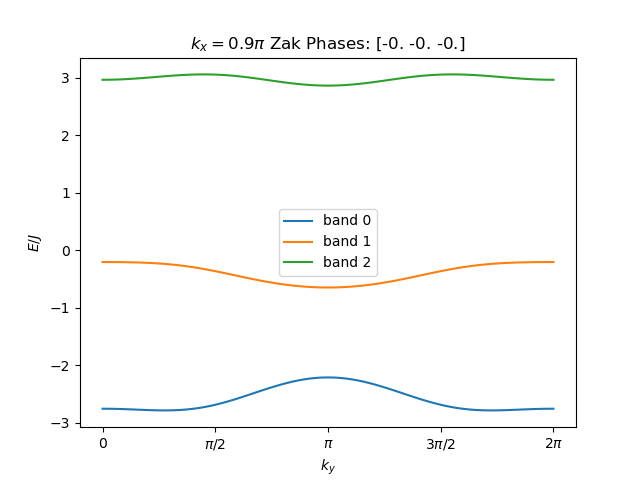 $k_x = 0.9\pi$ Zak Phases: [-0. -0. -0.]
E/J
3
2
1
0
−1
−2
−3
band 0
band 1
band 2
0
π/2
π
3π/2
2π
$k_y$